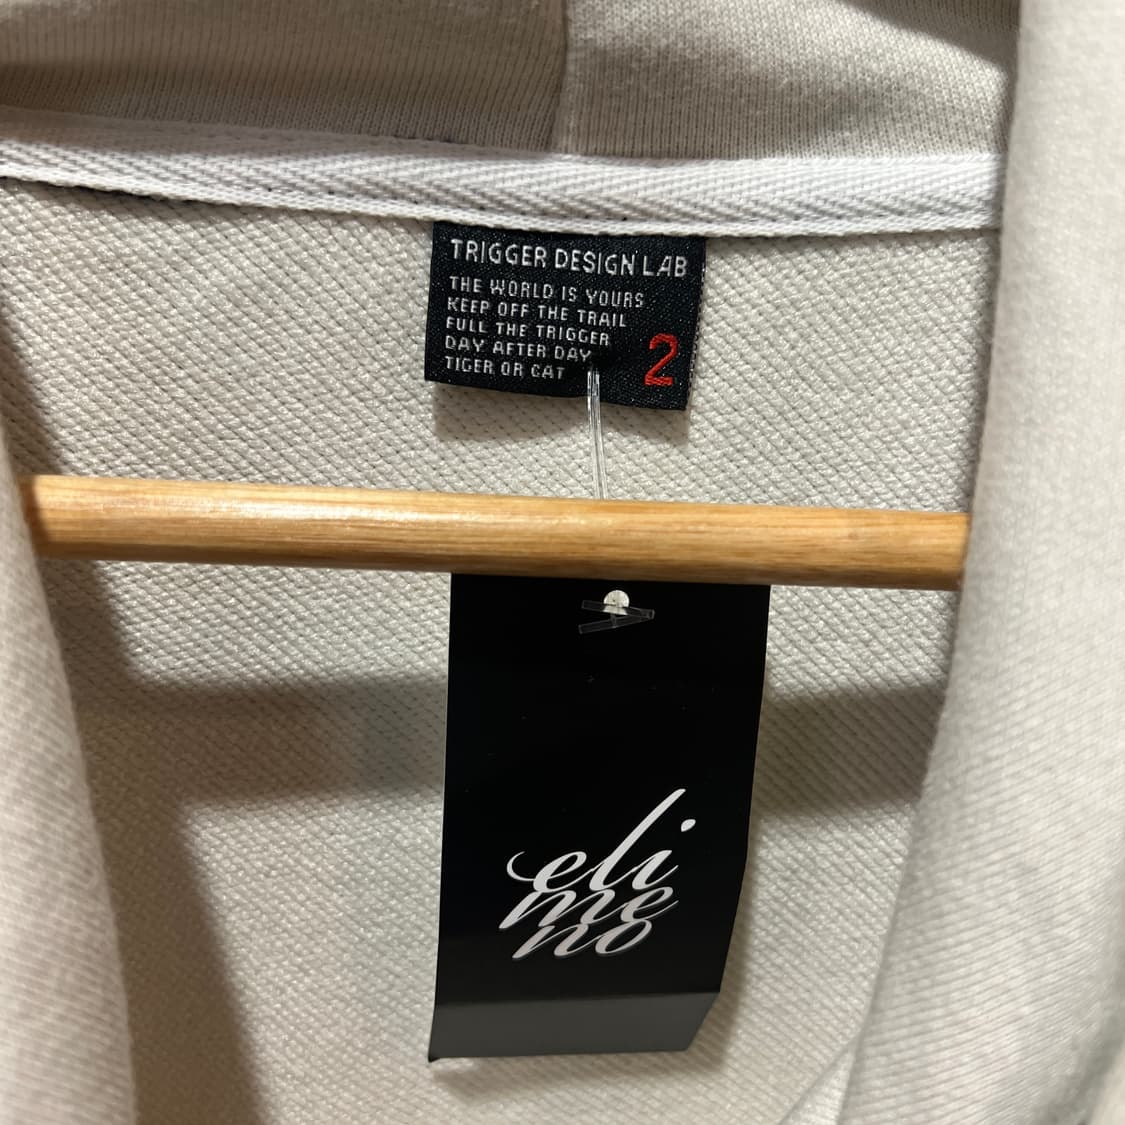 TRIGGER DESIGN LAB
THE WORLD IS YOURS
KEEP OFF THE TRAIL
FULL THE TRIGGER
DAY AFTER DAY
TIGER OR CAT
2
eli
me
no